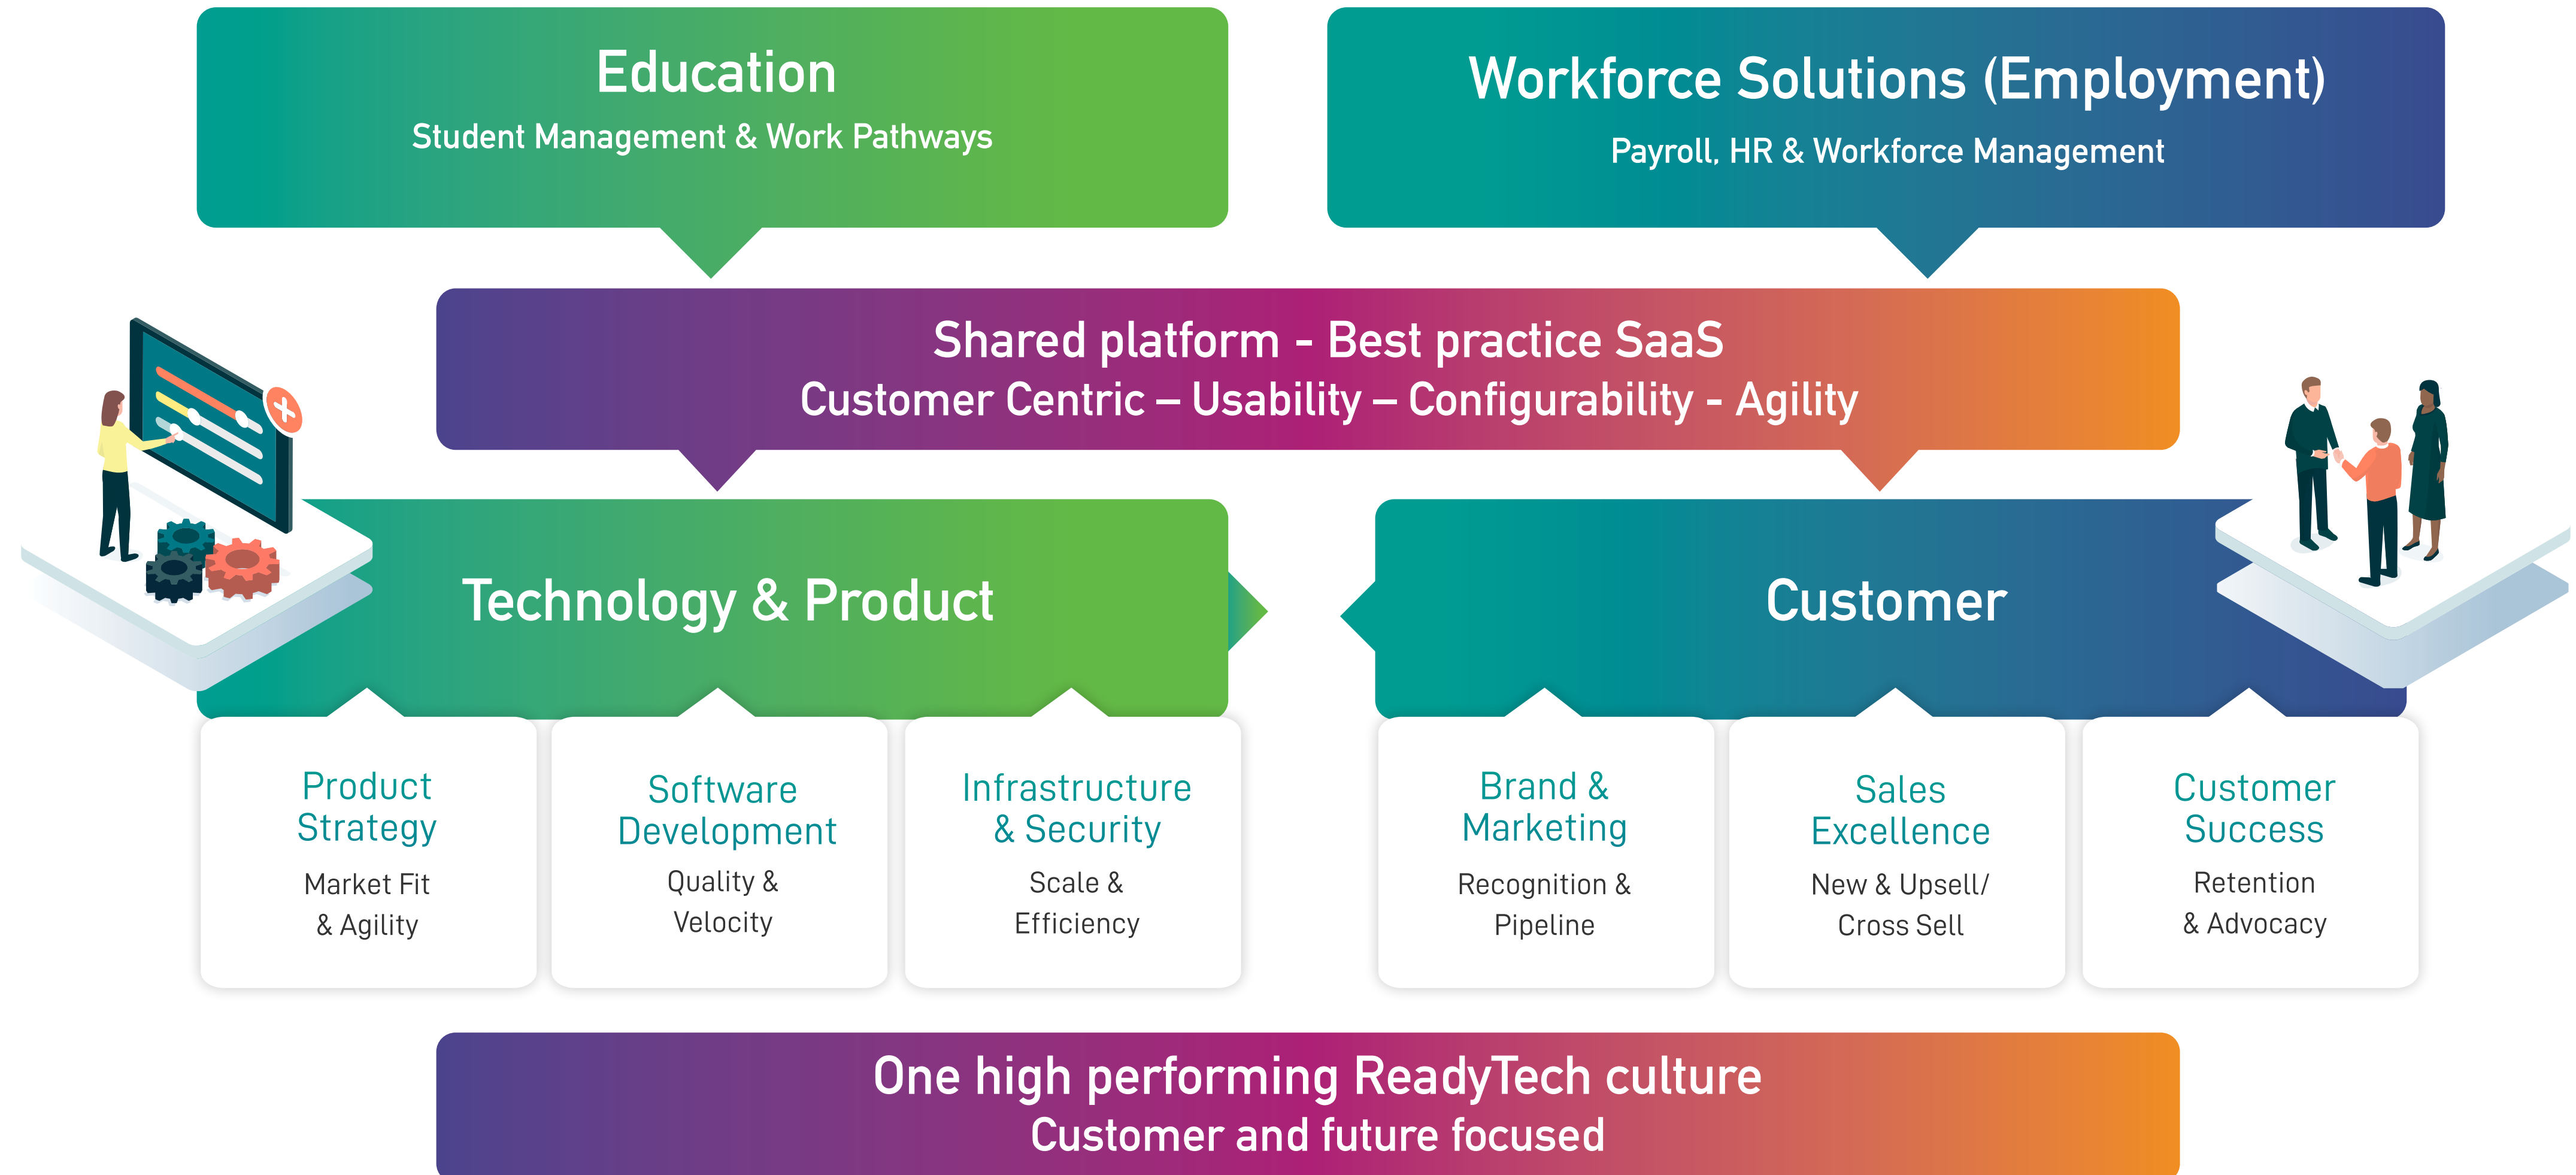 Education
Student Management & Work Pathways
Workforce Solutions (Employment)
Payroll, HR & Workforce Management
Shared platform - Best practice SaaS
Customer Centric – Usability – Configurability - Agility
Technology & Product
Customer
Product
Strategy
Market Fit
& Agility
Software
Development
Quality &
Velocity
Infrastructure
& Security
Scale &
Efficiency
Brand &
Marketing
Recognition &
Pipeline
Sales
Excellence
New & Upsell/
Cross Sell
Customer
Success
Retention
& Advocacy
One high performing ReadyTech culture
Customer and future focused